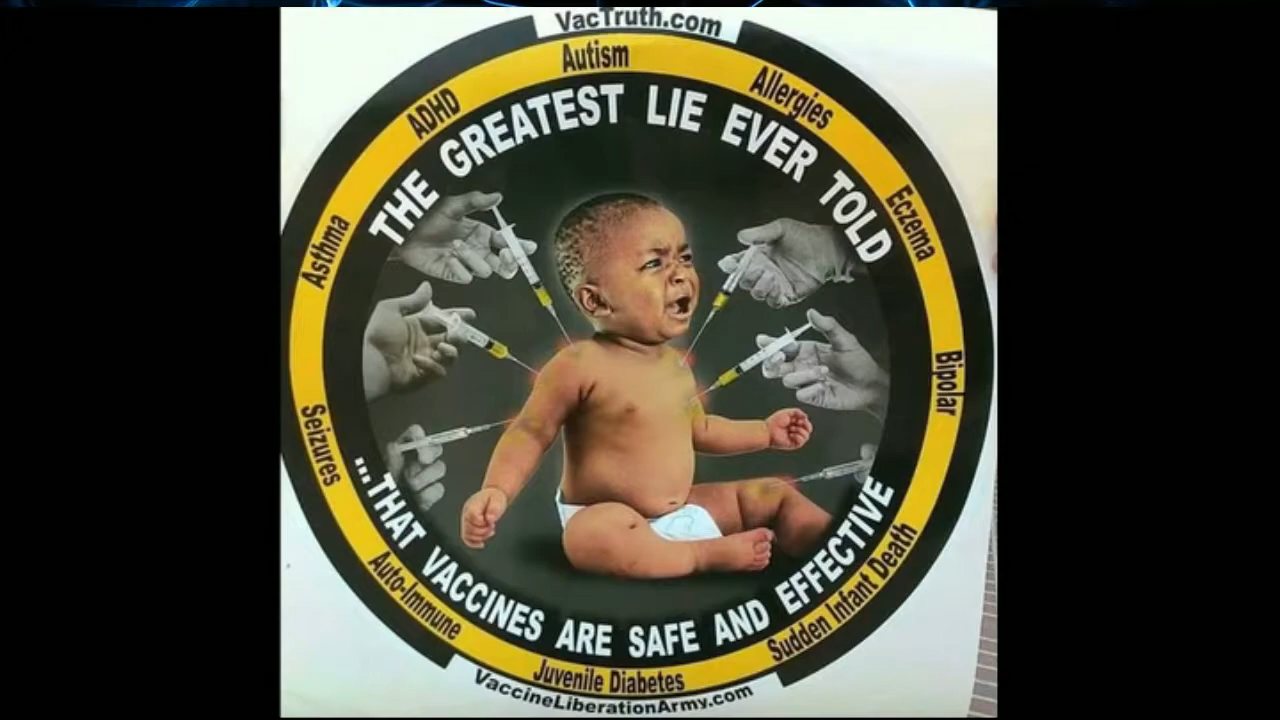 VacTruth.com
Autism
Allergies
ADHD
THE GREATEST LIE EVER TOLD
Eczema
Asthma
Bipolar
Seizures
...THAT VACCINES ARE SAFE AND EFFECTIVE
Sudden Infant Death
Auto-Immune
Juvenile Diabetes
VaccineLiberationArmy.com